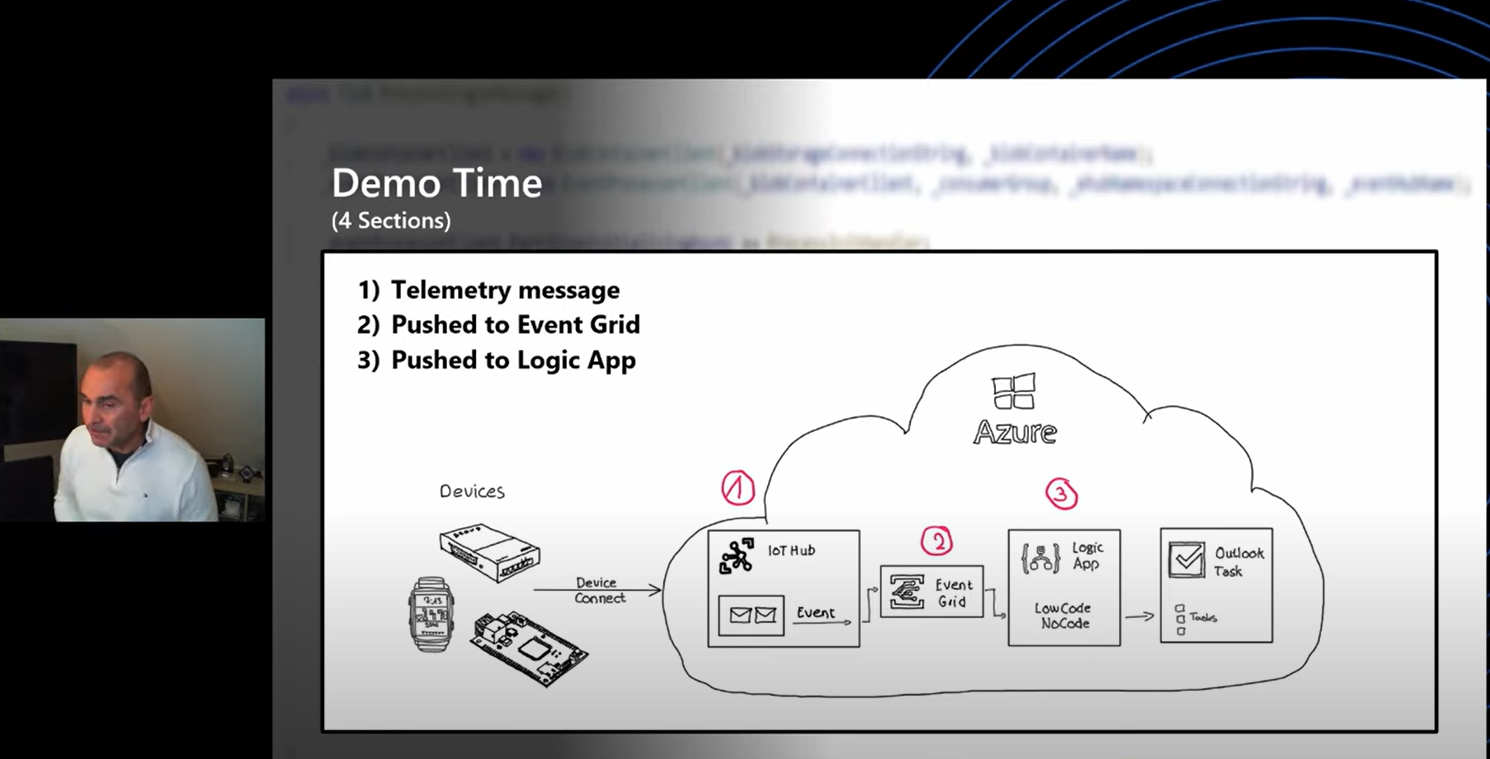 Demo Time
(4 Sections)
1) Telemetry message
2) Pushed to Event Grid
3) Pushed to Logic App
Azure
Devices
1
3
2
IoT Hub
Logic
App
Outlook
Task
Device
Connect
Event
Event
Grid
LowCode
NoCode
Tasks